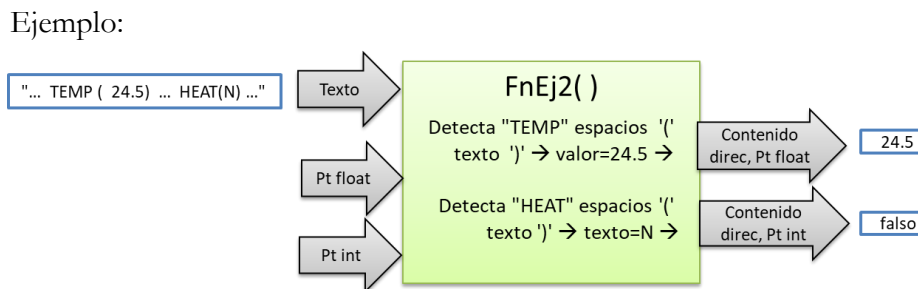 Ejemplo:
"... TEMP ( 24.5) ... HEAT(N) ..."
Texto
Pt float
Pt int
FnEj2( )
Detecta "TEMP" espacios '('
texto ')' → valor=24.5 →
Detecta "HEAT" espacios '('
texto ')' → texto=N →
Contenido
direc, Pt float
24.5
Contenido
direc, Pt int
falso